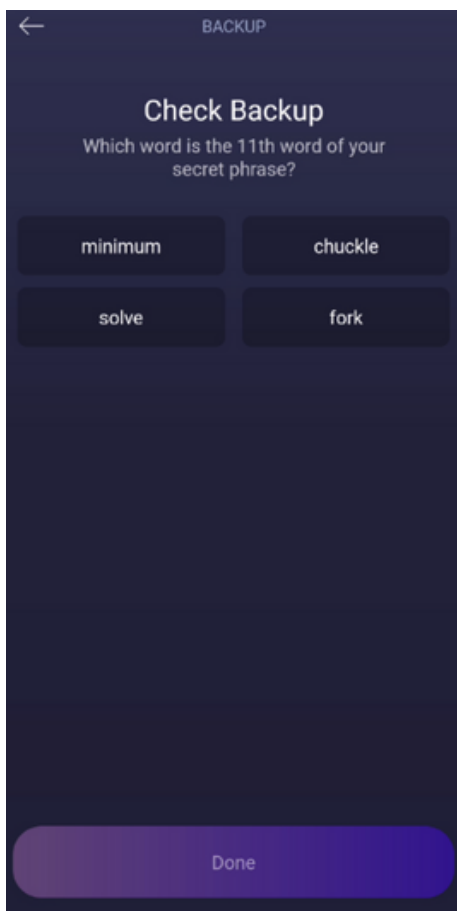 BACKUP
Check Backup
Which word is the 11th word of your
secret phrase?
minimum
chuckle
solve
fork
Done